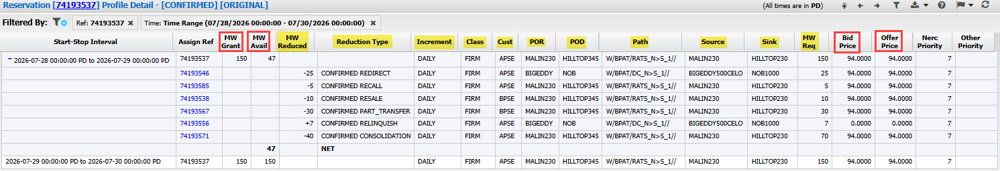 Reservation [74193537] Profile Detail - [CONFIRMED] [ORIGINAL] (All times are in PD)
Filtered By: Ref: 74193537 × Time: Time Range (07/28/2026 00:00:00 - 07/30/2026 00:00:00) ×
Start-Stop Interval Assign Ref MW Grant MW Avail MW Reduced Reduction Type Increment Class Cust POR POD Path Source Sink MW Req Bid Price Offer Price Nerc Priority Other Priority
− 2026-07-28 00:00:00 PD to 2026-07-29 00:00:00 PD 74193537 150 47 DAILY FIRM APSE MALIN230 HILLTOP345 W/BPAT/RATS_N>S_1// MALIN230 HILLTOP230 150 94.0000 94.0000 7
74193546 -25 CONFIRMED REDIRECT DAILY FIRM APSE BIGEDDY NOB W/BPAT/DC_N>S_1// BIGEDDY500CELO NOB1000 25 94.0000 94.0000 7
74193585 -5 CONFIRMED RECALL DAILY FIRM APSE MALIN230 HILLTOP345 W/BPAT/RATS_N>S_1// MALIN230 HILLTOP230 5 94.0000 94.0000 7
74193538 -10 CONFIRMED RESALE DAILY FIRM BPSE MALIN230 HILLTOP345 W/BPAT/RATS_N>S_1// MALIN230 HILLTOP230 10 94.0000 94.0000 7
74193567 -30 CONFIRMED PART_TRANSFER DAILY FIRM BPSE MALIN230 HILLTOP345 W/BPAT/RATS_N>S_1// MALIN230 HILLTOP230 30 94.0000 94.0000 7
74193556 +7 CONFIRMED RELINQUISH DAILY FIRM APSE BIGEDDY NOB W/BPAT/DC_N>S_1// BIGEDDY500CELO NOB1000 7 0.0000 0.0000 7
74193571 -40 CONFIRMED CONSOLIDATION DAILY FIRM APSE MALIN230 HILLTOP345 W/BPAT/RATS_N>S_1// MALIN230 HILLTOP230 70 94.0000 94.0000 7
47 NET
2026-07-29 00:00:00 PD to 2026-07-30 00:00:00 PD 74193537 150 150 DAILY FIRM APSE MALIN230 HILLTOP345 W/BPAT/RATS_N>S_1// MALIN230 HILLTOP230 150 94.0000 94.0000 7